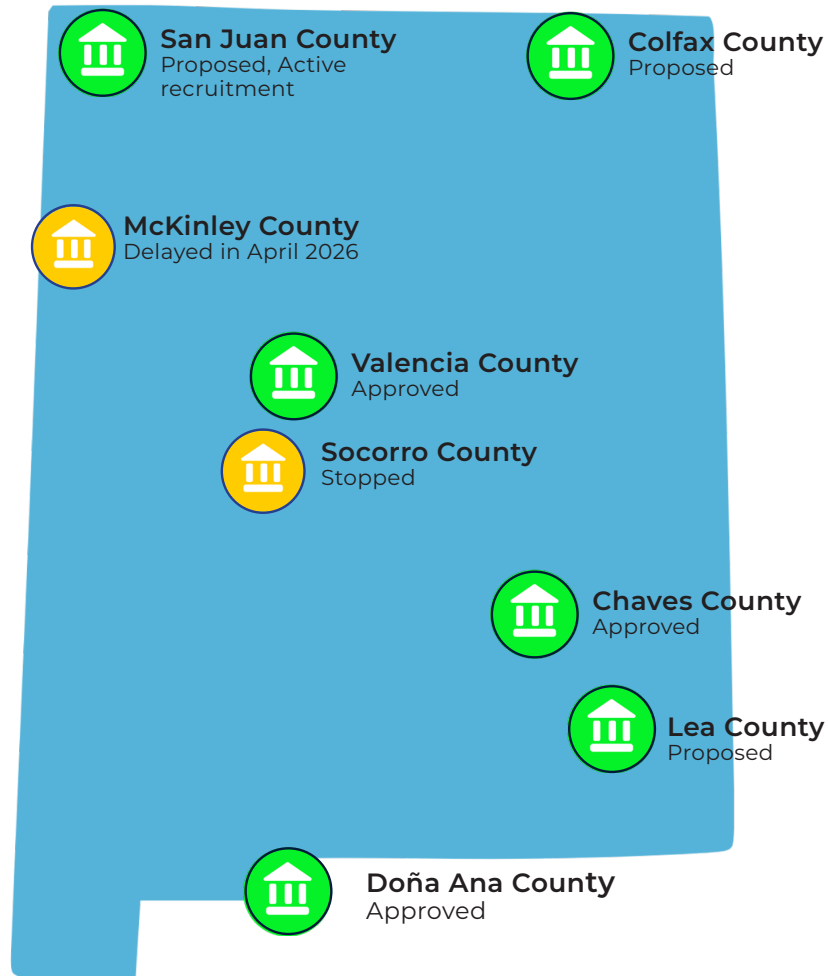 San Juan County
Proposed, Active
recruitment
Colfax County
Proposed
McKinley County
Delayed in April 2026
Valencia County
Approved
Socorro County
Stopped
Chaves County
Approved
Lea County
Proposed
Doña Ana County
Approved